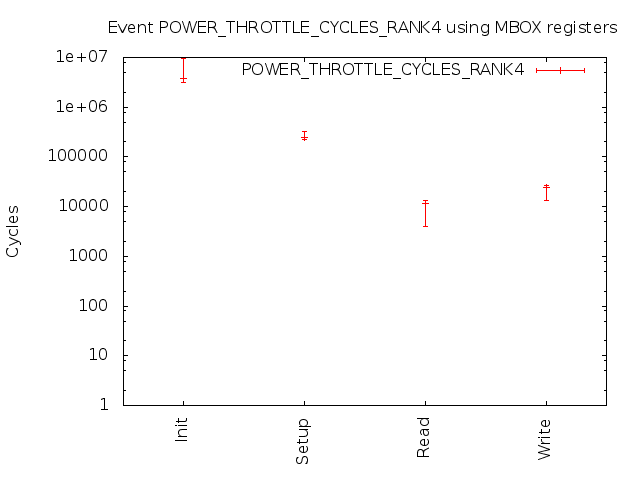 Event POWER_THROTTLE_CYCLES_RANK4 using MBOX registers
POWER_THROTTLE_CYCLES_RANK4
1e+07
1e+06
100000
10000
1000
100
10
1
Cycles
Init
Setup
Read
Write